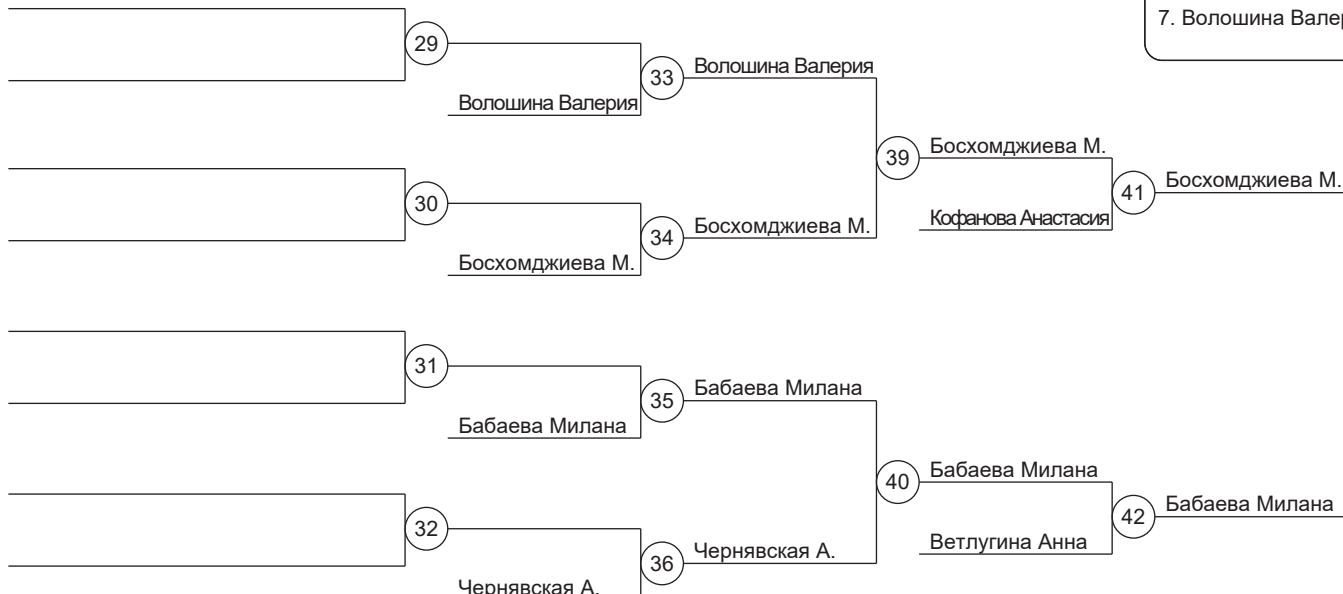 7. Волошина Валер
29
33
Волошина Валерия
Волошина Валерия
39
Босхомджиева М.
41
Босхомджиева М.
30
34
Босхомджиева М.
Кофанова Анастасия
Босхомджиева М.
31
35
Бабаева Милана
Бабаева Милана
40
Бабаева Милана
42
Бабаева Милана
32
36
Чернявская А.
Ветлугина Анна
Чернявская А.